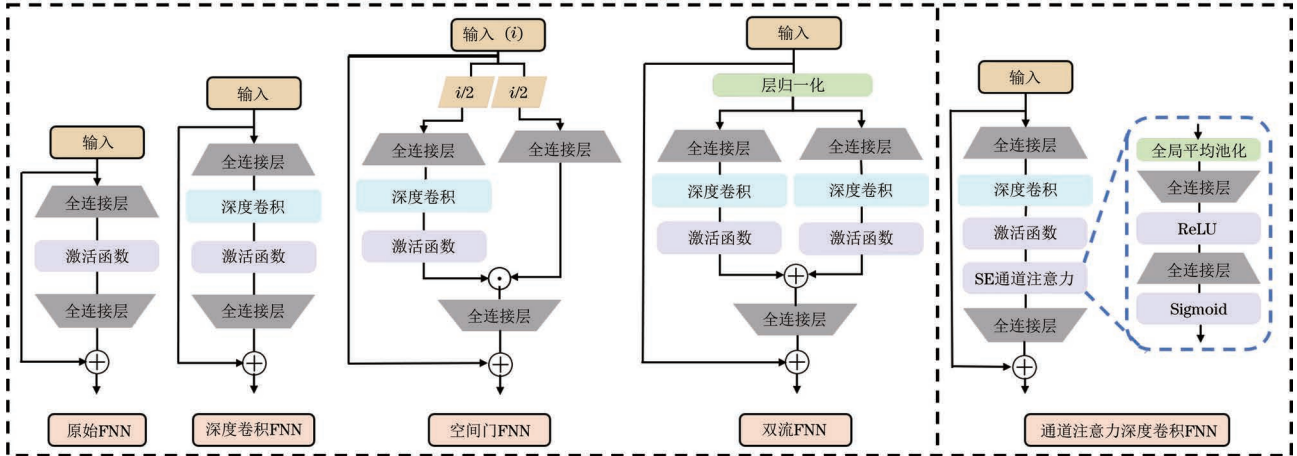 输入
全连接层
激活函数
全连接层
原始FNN
输入
全连接层
深度卷积
激活函数
全连接层
深度卷积FNN
输入 (i)
i/2 i/2
全连接层 全连接层
深度卷积
激活函数
全连接层
空间门FNN
输入
层归一化
全连接层 全连接层
深度卷积 深度卷积
激活函数 激活函数
全连接层
双流FNN
输入
全连接层
深度卷积
激活函数
SE通道注意力
全连接层
全局平均池化
全连接层
ReLU
全连接层
Sigmoid
通道注意力深度卷积FNN